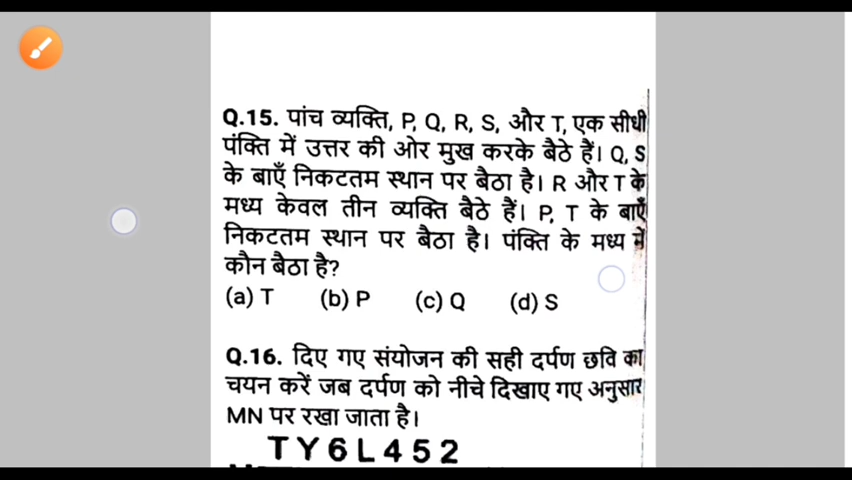 Q.15. पांच व्यक्ति, P, Q, R, S, और T, एक सीधी
पंक्ति में उत्तर की ओर मुख करके बैठे हैं। Q, S
के बाएँ निकटतम स्थान पर बैठा है। R और T के
मध्य केवल तीन व्यक्ति बैठे हैं। P, T के बाएँ
निकटतम स्थान पर बैठा है। पंक्ति के मध्य में
कौन बैठा है?
(a) T (b) P (c) Q (d) S
Q.16. दिए गए संयोजन की सही दर्पण छवि का
चयन करें जब दर्पण को नीचे दिखाए गए अनुसार
MN पर रखा जाता है।
TY6L452